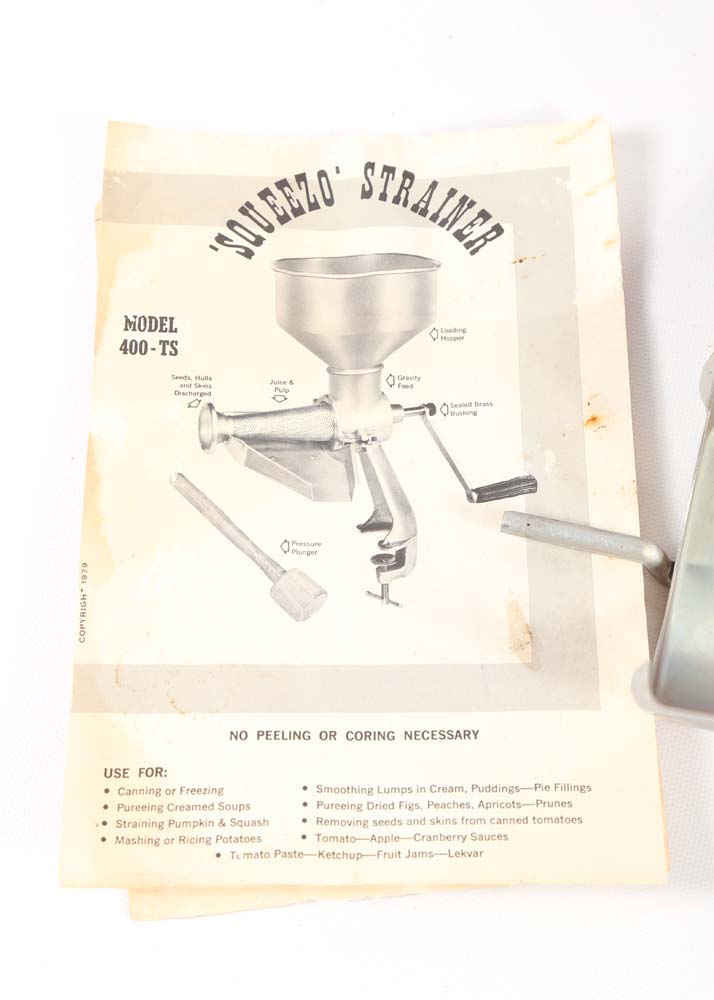 'SQUEEZO' STRAINER
MODEL
400-TS
Loading
Hopper
Seeds, Hulls
and Skins
Discharged
Juice &
Pulp
Gravity
Feed
Sealed Brass
Bushing
Pressure
Plunger
COPYRIGH" 1979
NO PEELING OR CORING NECESSARY
USE FOR:
• Canning or Freezing
• Pureeing Creamed Soups
• Straining Pumpkin & Squash
• Mashing or Ricing Potatoes
• Smoothing Lumps in Cream, Puddings—Pie Fillings
• Pureeing Dried Figs, Peaches, Apricots—Prunes
• Removing seeds and skins from canned tomatoes
• Tomato—Apple—Cranberry Sauces
• Tomato Paste—Ketchup—Fruit Jams—Lekvar